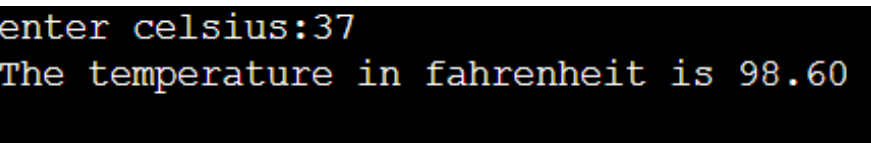 enter celsius:37
The temperature in fahrenheit is 98.60